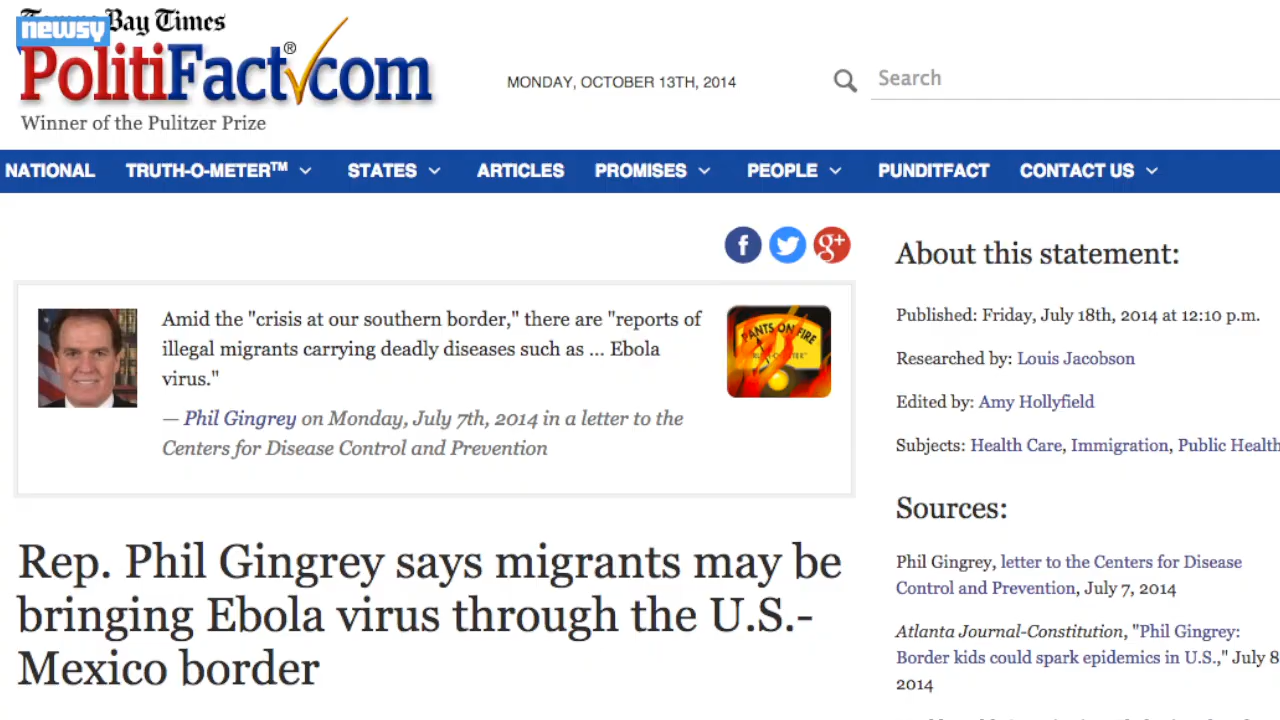 Bay Times
newsy
PolitiFact.com®
Winner of the Pulitzer Prize
MONDAY, OCTOBER 13TH, 2014
Search
NATIONAL TRUTH-O-METER™ STATES ARTICLES PROMISES PEOPLE PUNDITFACT CONTACT US
f g+
Amid the "crisis at our southern border," there are "reports of
illegal migrants carrying deadly diseases such as ... Ebola
virus."
— Phil Gingrey on Monday, July 7th, 2014 in a letter to the
Centers for Disease Control and Prevention
PANTS ON FIRE
Rep. Phil Gingrey says migrants may be
bringing Ebola virus through the U.S.-
Mexico border
About this statement:
Published: Friday, July 18th, 2014 at 12:10 p.m.
Researched by: Louis Jacobson
Edited by: Amy Hollyfield
Subjects: Health Care, Immigration, Public Health
Sources:
Phil Gingrey, letter to the Centers for Disease
Control and Prevention, July 7, 2014
Atlanta Journal-Constitution, "Phil Gingrey:
Border kids could spark epidemics in U.S.," July 8
2014